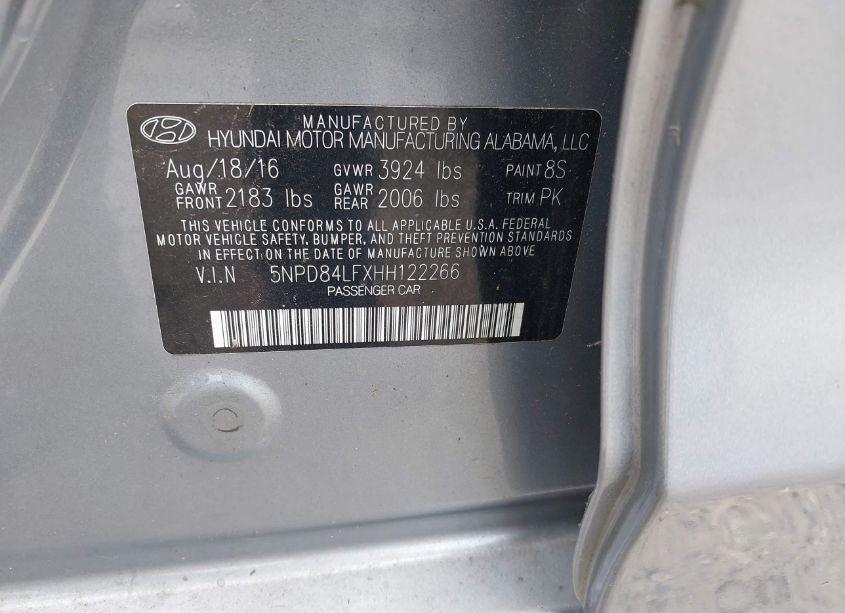 MANUFACTURED BY
HYUNDAI MOTOR MANUFACTURING ALABAMA, LLC
Aug/18/16 GVWR 3924 lbs PAINT 8S
GAWR FRONT 2183 lbs GAWR REAR 2006 lbs TRIM PK
THIS VEHICLE CONFORMS TO ALL APPLICABLE U.S.A. FEDERAL
MOTOR VEHICLE SAFETY, BUMPER, AND THEFT PREVENTION STANDARDS
IN EFFECT ON THE DATE OF MANUFACTURE SHOWN ABOVE
V.I.N 5NPD84LFXHH122266
PASSENGER CAR